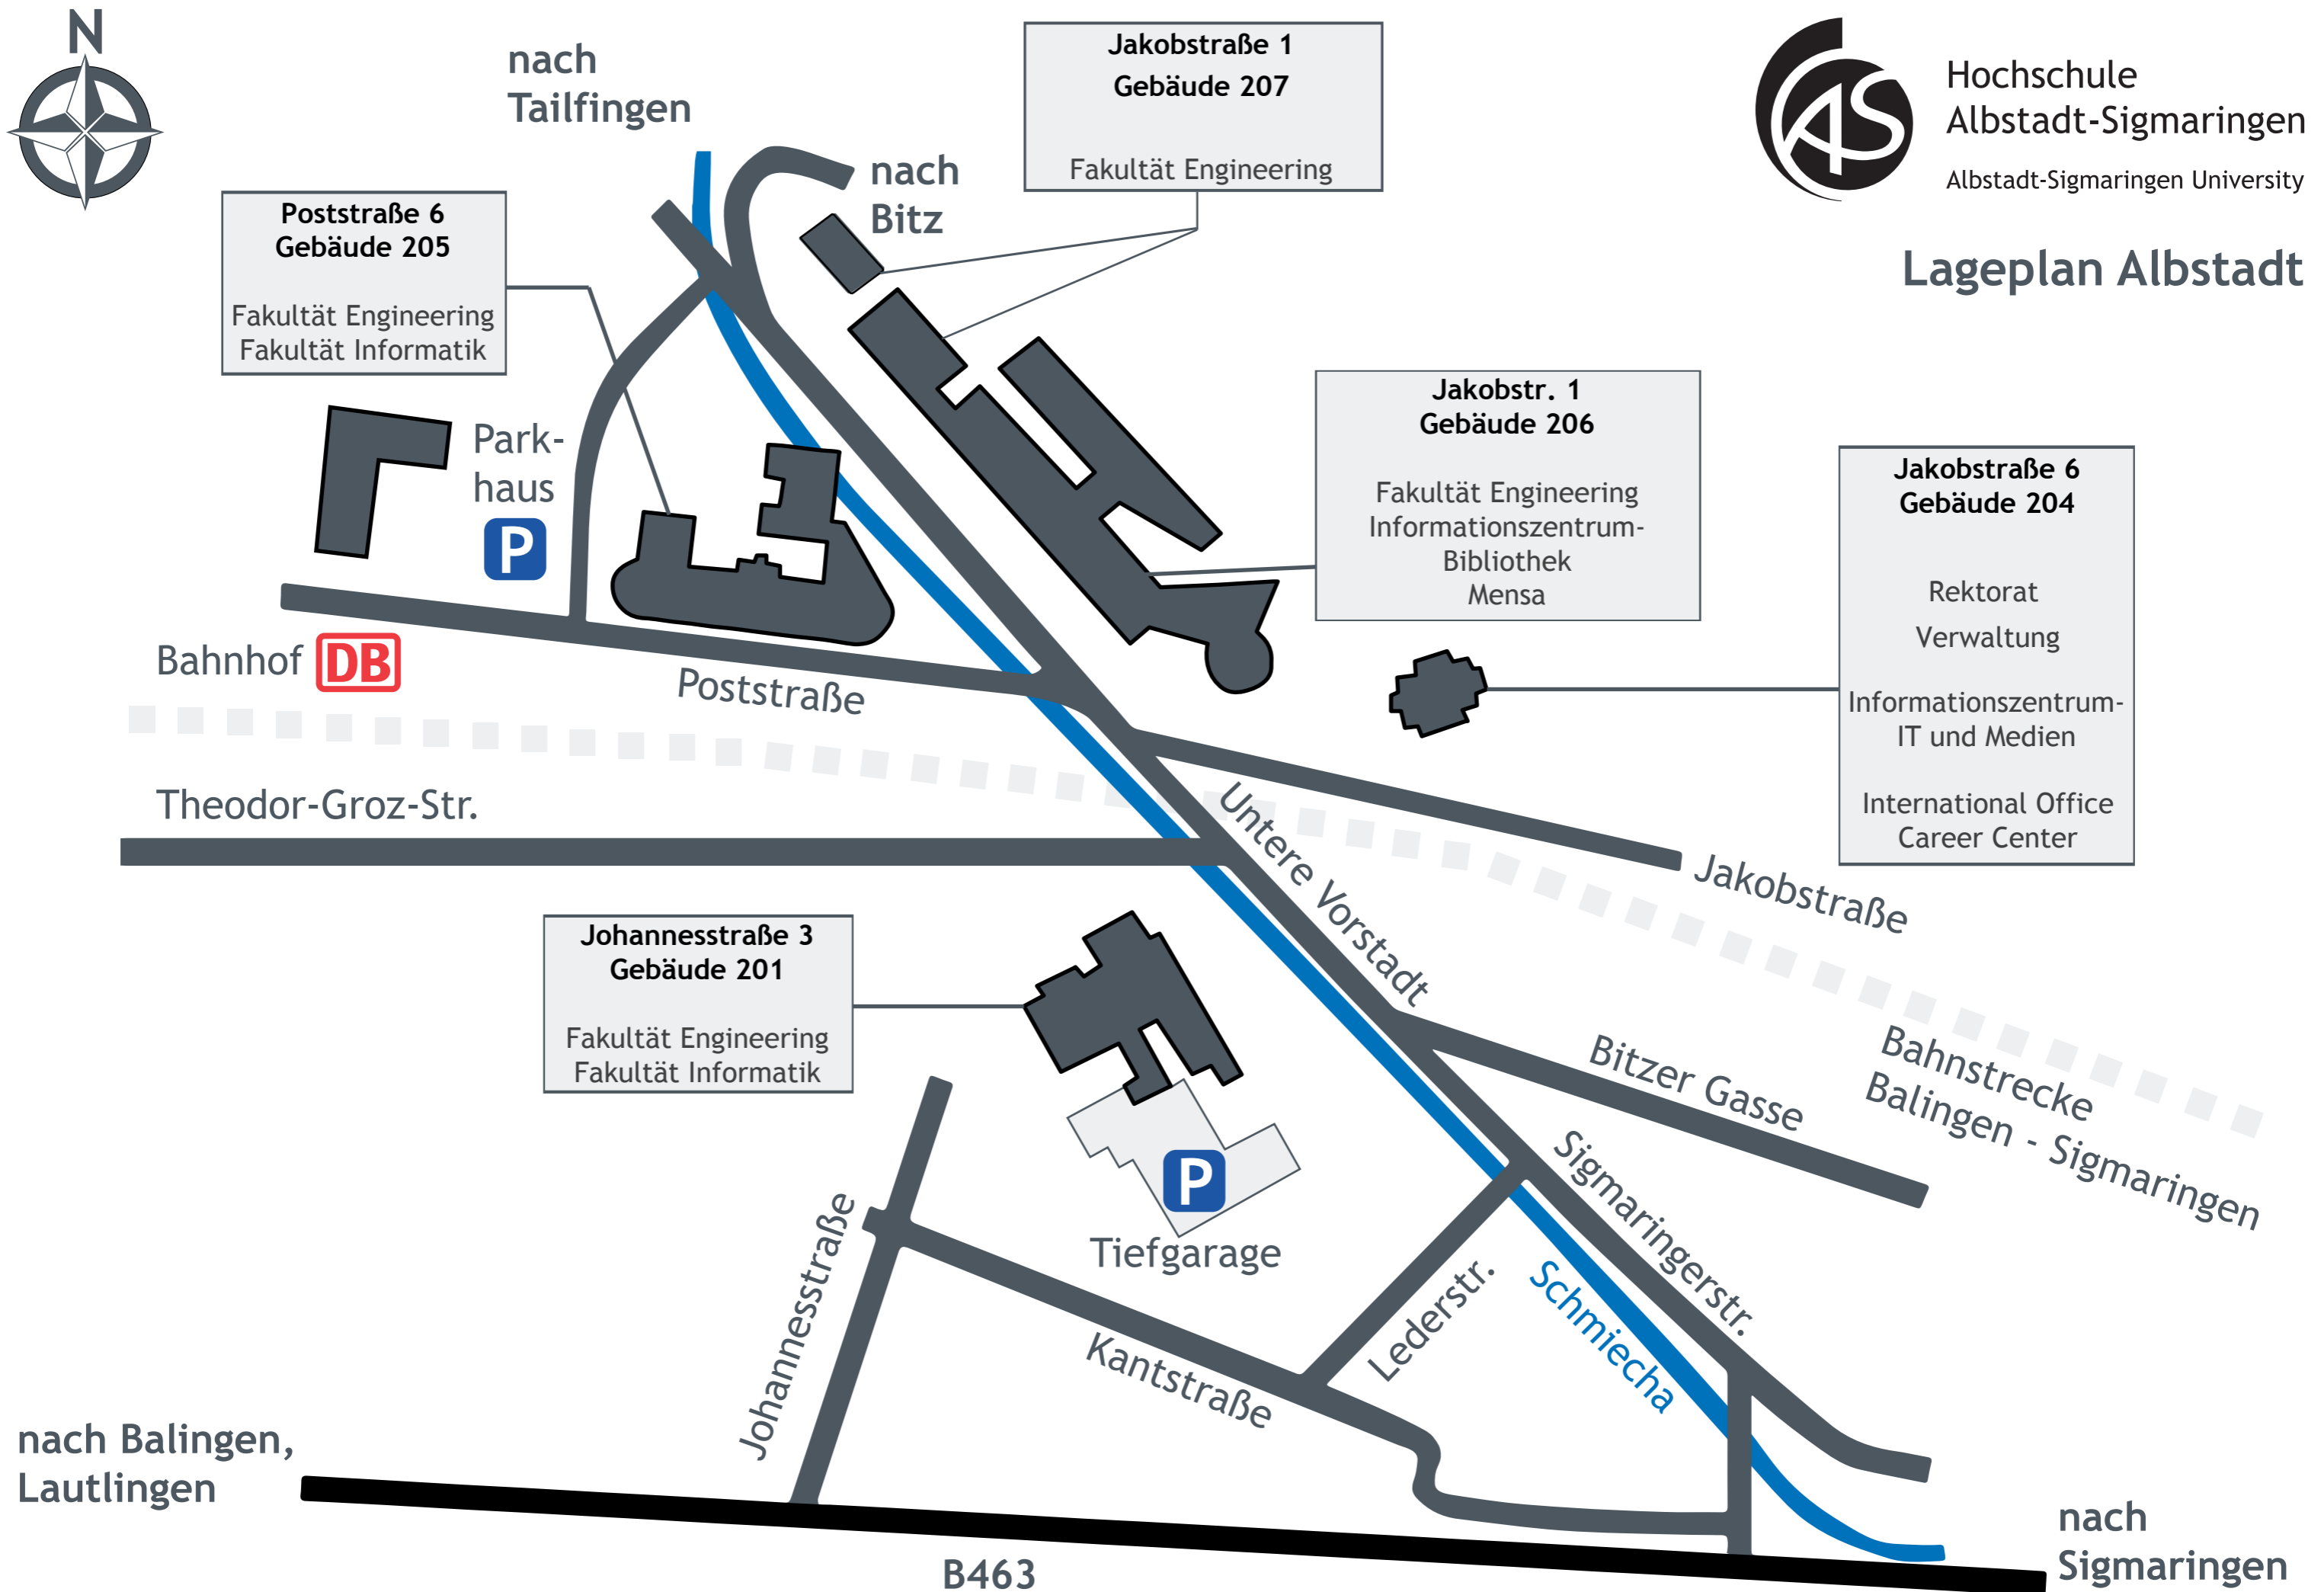 N
nach
Tailfingen
Jakobstraße 1
Gebäude 207
Fakultät Engineering
AS
Hochschule
Albstadt-Sigmaringen
Albstadt-Sigmaringen University
Lageplan Albstadt
nach
Bitz
Poststraße 6
Gebäude 205
Fakultät Engineering
Fakultät Informatik
Park-
haus
P
Jakobstr. 1
Gebäude 206
Fakultät Engineering
Informationszentrum-
Bibliothek
Mensa
Jakobstraße 6
Gebäude 204
Rektorat
Verwaltung
Informationszentrum-
IT und Medien
International Office
Career Center
Bahnhof DB
Poststraße
Theodor-Groz-Str.
Untere Vorstadt
Jakobstraße
Johannesstraße 3
Gebäude 201
Fakultät Engineering
Fakultät Informatik
Bitzer Gasse
Bahnstrecke
Balingen - Sigmaringen
P
Tiefgarage
Sigmaringerstr.
Johannesstraße
Lederstr.
Schmiecha
Kantstraße
nach Balingen,
Lautlingen
B463
nach
Sigmaringen